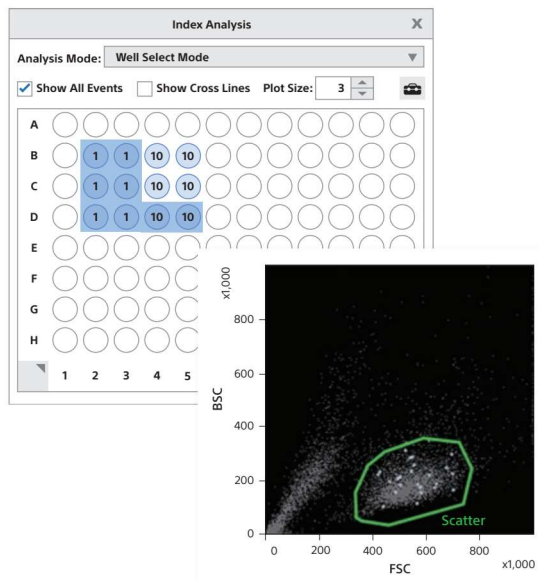 Index Analysis X
Analysis Mode: Well Select Mode
Show All Events Show Cross Lines Plot Size: 3
A
B 1 1 10 10
C 1 1 10 10
D 1 1 10 10
E
F
G
H
1 2 3 4 5
x1,000
800
600
400
200
0
BSC
Scatter
0 200 400 600 800
x1,000
FSC